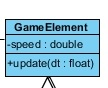 GameElement
-speed : double
+update(dt : float)